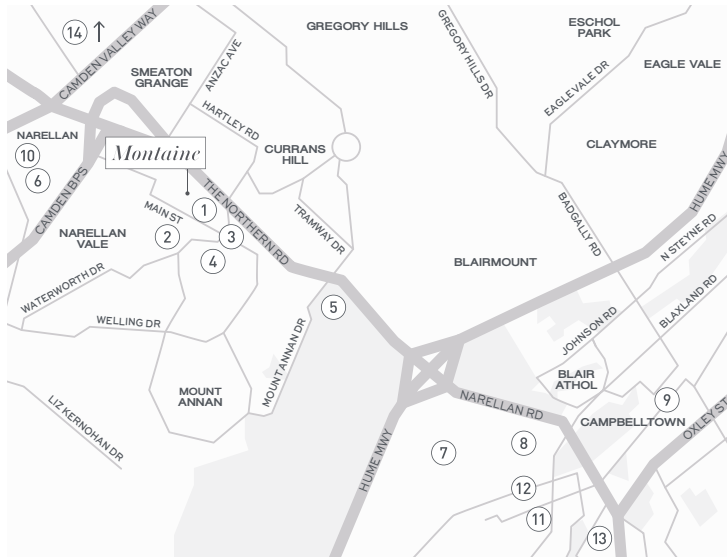 14 ↑
CAMDEN VALLEY WAY
GREGORY HILLS
ESCHOL
PARK
GREGORY HILLS DR
ANZAC AVE
SMEATON
GRANGE
EAGLE VALE
EAGLE VALE DR
HARTLEY RD
NARELLAN
10
6
Montaine
CURRANS
HILL
CLAYMORE
HUME MWY
CAMDEN BPS
THE NORTHERN RD
1
MAIN ST
2
3
4
TRAMWAY DR
BADGALLY RD
N STEYNE RD
NARELLAN
VALE
BLAIRMOUNT
WATERWORTH DR
5
BLAXLAND RD
WELLING DR
MOUNT ANNAN DR
JOHNSON RD
MOUNT
ANNAN
BLAIR
ATHOL
LIZ KERNOHAN DR
NARELLAN RD
9
CAMPBELLTOWN
OXLEY ST
HUME MWY
7
8
12
11
13